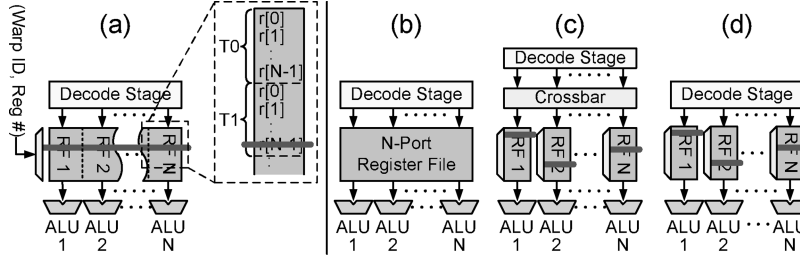 (a)
(Warp ID, Reg #)
Decode Stage
RF 1
RF 2
RF N
ALU
1
ALU
2
ALU
N
T0
r[0]
r[1]
r[N-1]
T1
r[0]
r[1]
r[N-1]
(b)
Decode Stage
N-Port
Register File
ALU
1
ALU
2
ALU
N
(c)
Decode Stage
Crossbar
RF 1
RF 2
RF N
ALU
1
ALU
2
ALU
N
(d)
Decode Stage
RF 1
RF 2
RF N
ALU
1
ALU
2
ALU
N